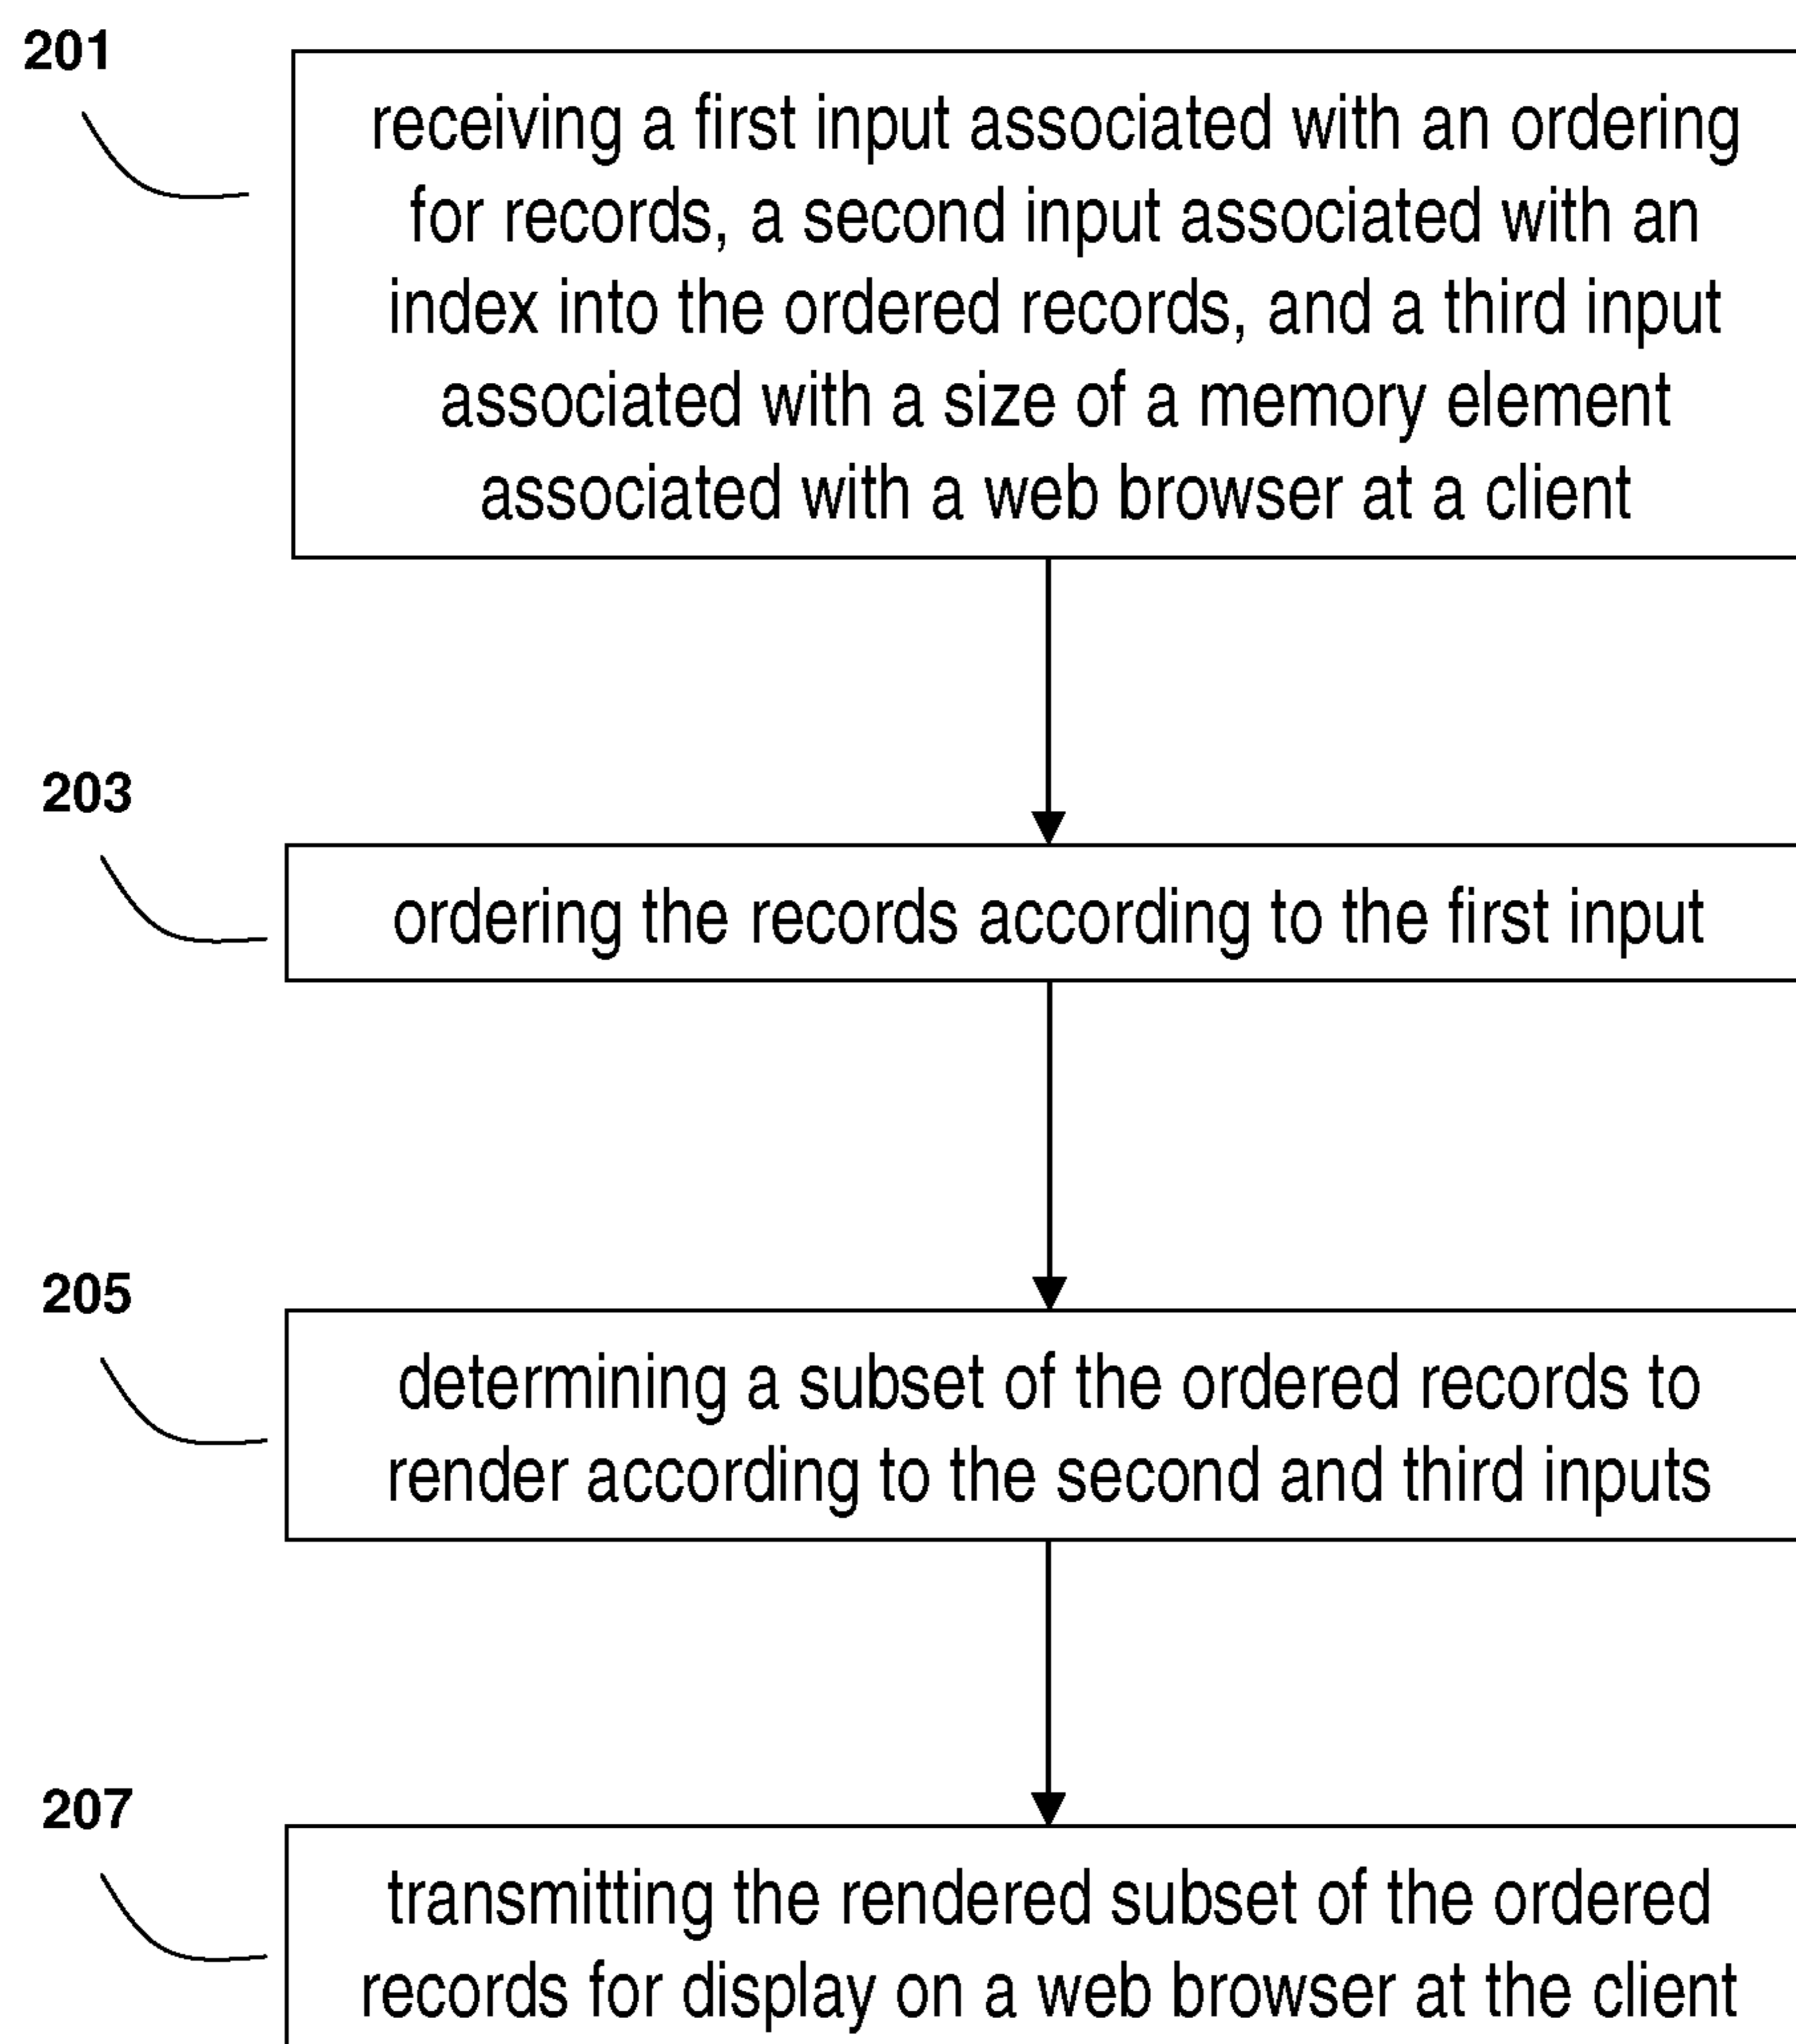 201
receiving a first input associated with an ordering
for records, a second input associated with an
index into the ordered records, and a third input
associated with a size of a memory element
associated with a web browser at a client
203
ordering the records according to the first input
205
determining a subset of the ordered records to
render according to the second and third inputs
207
transmitting the rendered subset of the ordered
records for display on a web browser at the client